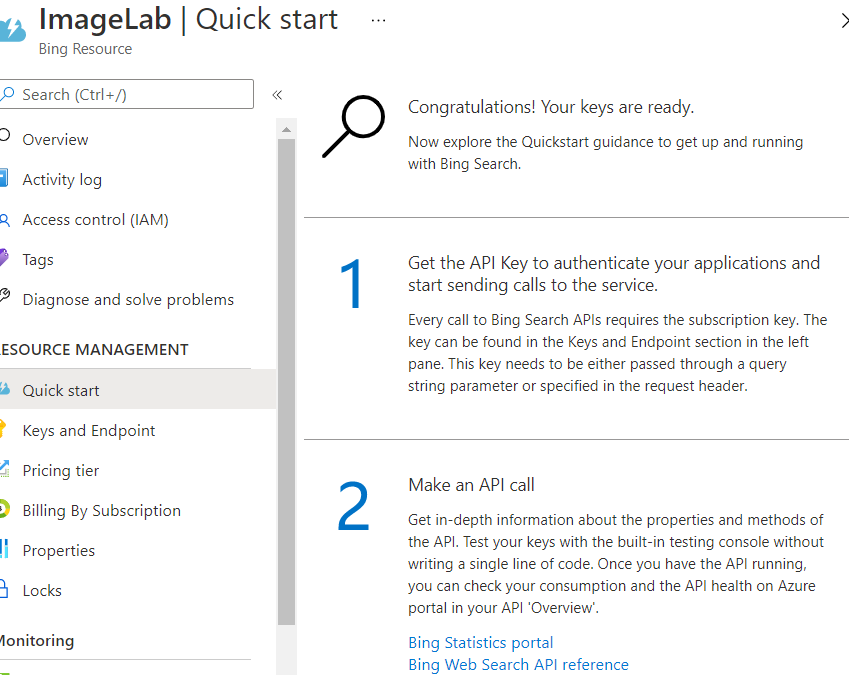 ImageLab | Quick start ...
Bing Resource
Search (Ctrl+/)
«
Overview
Activity log
Access control (IAM)
Tags
Diagnose and solve problems
ESOURCE MANAGEMENT
Quick start
Keys and Endpoint
Pricing tier
Billing By Subscription
Properties
Locks
Monitoring
Congratulations! Your keys are ready.
Now explore the Quickstart guidance to get up and running
with Bing Search.
1
Get the API Key to authenticate your applications and
start sending calls to the service.
Every call to Bing Search APIs requires the subscription key. The
key can be found in the Keys and Endpoint section in the left
pane. This key needs to be either passed through a query
string parameter or specified in the request header.
2
Make an API call
Get in-depth information about the properties and methods of
the API. Test your keys with the built-in testing console without
writing a single line of code. Once you have the API running,
you can check your consumption and the API health on Azure
portal in your API 'Overview'.
Bing Statistics portal
Bing Web Search API reference